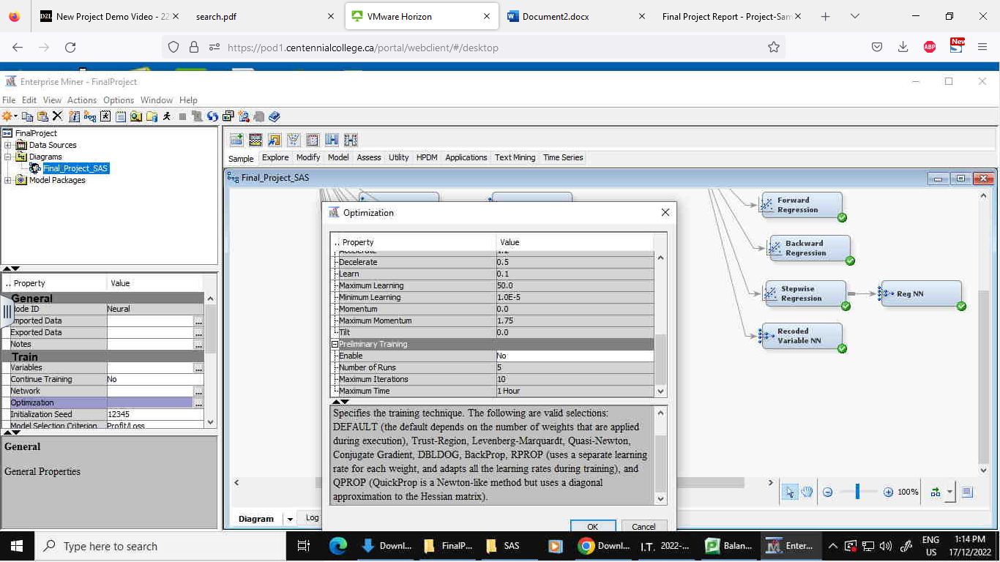 New Project Demo Video - 22
search.pdf
VMware Horizon
Document2.docx
Final Project Report - Project-Sam
https://pod1.centennialcollege.ca/portal/webclient/#/desktop
ABP
New
Enterprise Miner - FinalProject
File Edit View Actions Options Window Help
FinalProject
Data Sources
Diagrams
Final_Project_SAS
Model Packages
Sample Explore Modify Model Assess Utility HPDM Applications Text Mining Time Series
Final_Project_SAS
.. Property Value
General
Node ID Neural
Imported Data ...
Exported Data ...
Notes ...
Train
Variables ...
Continue Training No
Network ...
Optimization ...
Initialization Seed 12345
Model Selection Criterion Profit/Loss
General
General Properties
Optimization
.. Property Value
Accelerate 1.2
Decelerate 0.5
Learn 0.1
Maximum Learning 50.0
Minimum Learning 1.0E-5
Momentum 0.0
Maximum Momentum 1.75
Tilt 0.0
Preliminary Training
Enable No
Number of Runs 5
Maximum Iterations 10
Maximum Time 1 Hour
Specifies the training technique. The following are valid selections:
DEFAULT (the default depends on the number of weights that are applied
during execution), Trust-Region, Levenberg-Marquardt, Quasi-Newton,
Conjugate Gradient, DBLDOG, BackProp, RPROP (uses a separate learning
rate for each weight, and adapts all the learning rates during training), and
QPROP (QuickProp is a Newton-like method but uses a diagonal
approximation to the Hessian matrix).
OK Cancel
Forward
Regression
Backward
Regression
Stepwise
Regression
Reg NN
Recoded
Variable NN
100%
Diagram
Log
Type here to search
Downl...
FinalP...
SAS
Downl...
I.T. 2022-...
Balan...
Enter...
ENG
US
1:14 PM
17/12/2022